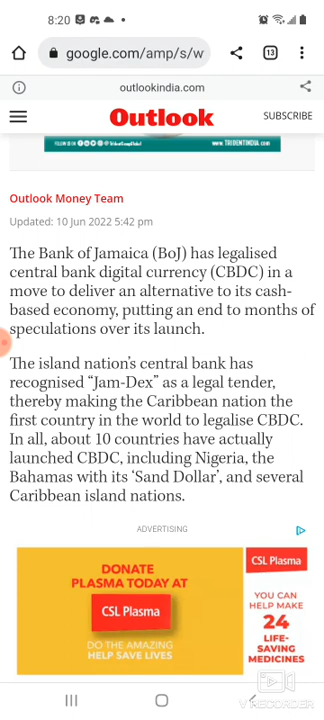 8:20
google.com/amp/s/w
13
outlookindia.com
Outlook
SUBSCRIBE
www.TRIDENTINDIA.com
Outlook Money Team
Updated: 10 Jun 2022 5:42 pm
The Bank of Jamaica (BoJ) has legalised
central bank digital currency (CBDC) in a
move to deliver an alternative to its cash-
based economy, putting an end to months of
speculations over its launch.
The island nation's central bank has
recognised “Jam-Dex” as a legal tender,
thereby making the Caribbean nation the
first country in the world to legalise CBDC.
In all, about 10 countries have actually
launched CBDC, including Nigeria, the
Bahamas with its ‘Sand Dollar’, and several
Caribbean island nations.
ADVERTISING
DONATE
PLASMA TODAY AT
CSL Plasma
DO THE AMAZING
HELP SAVE LIVES
CSL Plasma
YOU CAN
HELP MAKE
24
LIFE-
SAVING
MEDICINES
V RECORDER